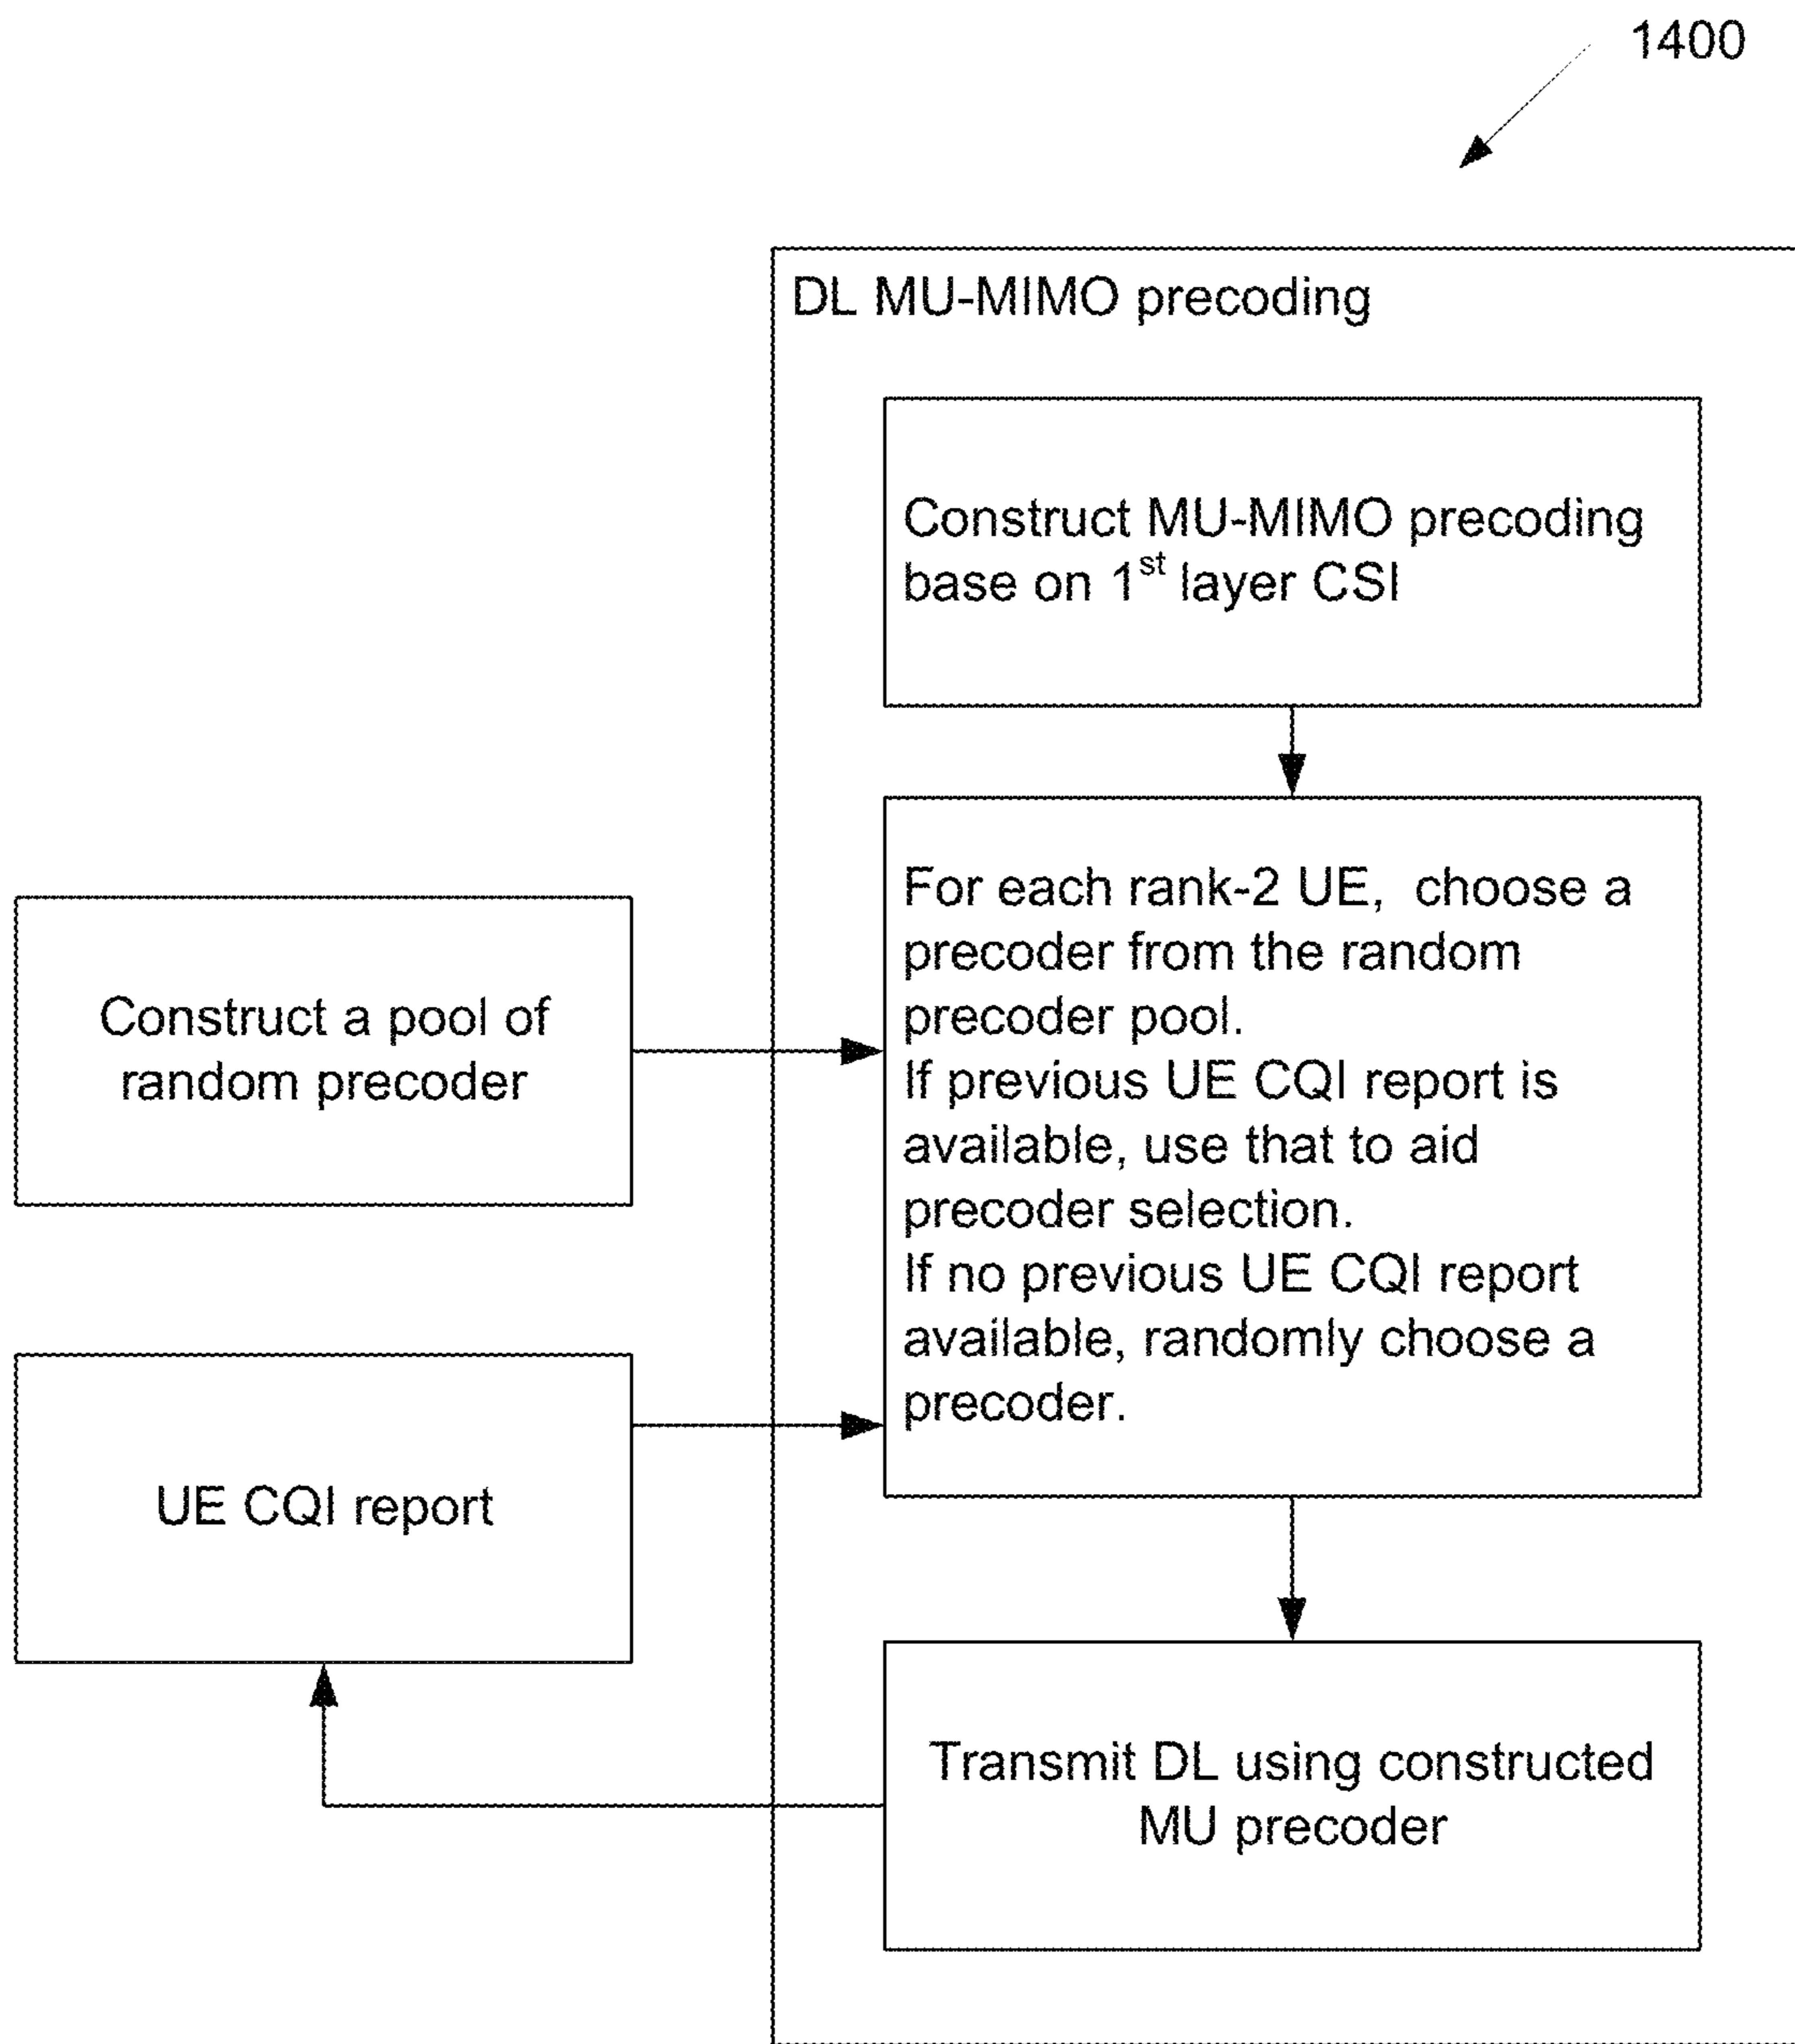 1400
DL MU-MIMO precoding
Construct MU-MIMO precoding
base on 1st layer CSI
For each rank-2 UE, choose a
precoder from the random
precoder pool.
If previous UE CQI report is
available, use that to aid
precoder selection.
If no previous UE CQI report
available, randomly choose a
precoder.
Construct a pool of
random precoder
UE CQI report
Transmit DL using constructed
MU precoder